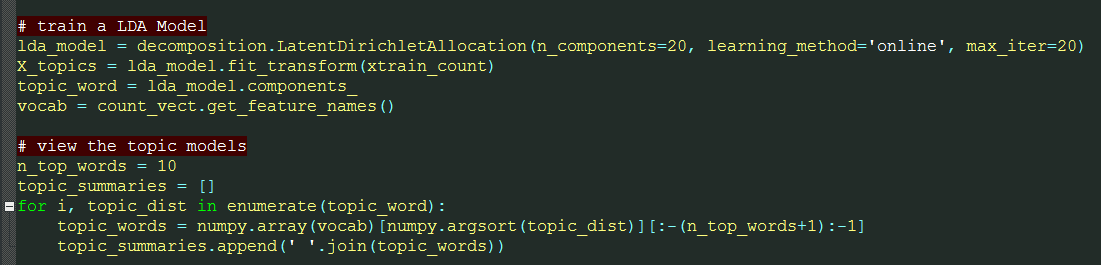 # train a LDA Model
lda_model = decomposition.LatentDirichletAllocation(n_components=20, learning_method='online', max_iter=20)
X_topics = lda_model.fit_transform(xtrain_count)
topic_word = lda_model.components_
vocab = count_vect.get_feature_names()

# view the topic models
n_top_words = 10
topic_summaries = []
for i, topic_dist in enumerate(topic_word):
    topic_words = numpy.array(vocab)[numpy.argsort(topic_dist)][:-(n_top_words+1):-1]
    topic_summaries.append(' '.join(topic_words))